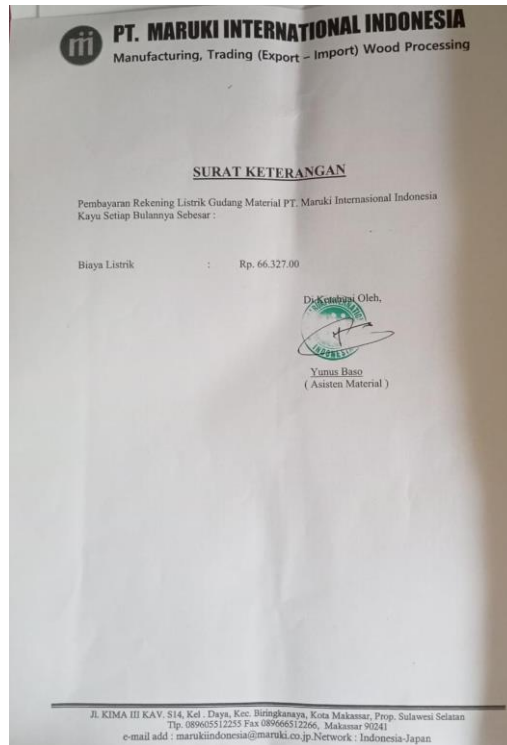 PT. MARUKI INTERNATIONAL INDONESIA
Manufacturing, Trading (Export – Import) Wood Processing
SURAT KETERANGAN
Pembayaran Rekening Listrik Gudang Material PT. Maruki Internasional Indonesia
Kayu Setiap Bulannya Sebesar :
Biaya Listrik : Rp. 66.327.00
Di Ketahui Oleh,
INDONESIA
Yunus Baso
( Asisten Material )
Jl. KIMA III KAV. S14, Kel . Daya, Kec. Biringkanaya, Kota Makassar, Prop. Sulawesi Selatan
Tlp. 089605512255 Fax 089666512266, Makassar 90241
e-mail add : marukiindonesia@maruki.co.jp.Network : Indonesia-Japan